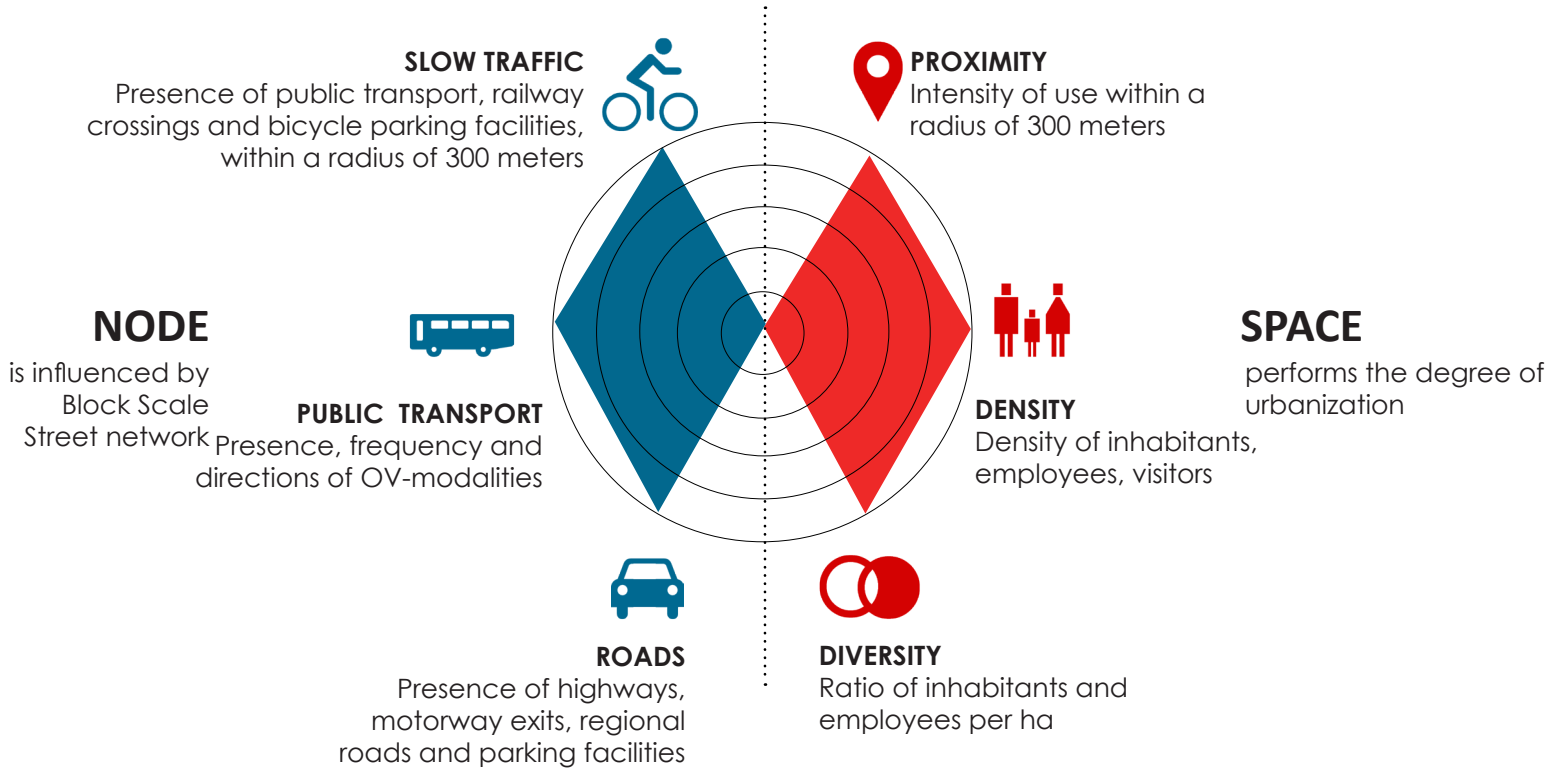 SLOW TRAFFIC
Presence of public transport, railway
crossings and bicycle parking facilities,
within a radius of 300 meters
PROXIMITY
Intensity of use within a
radius of 300 meters
NODE
is influenced by
Block Scale
Street network
PUBLIC TRANSPORT
Presence, frequency and
directions of OV-modalities
DENSITY
Density of inhabitants,
employees, visitors
SPACE
performs the degree of
urbanization
ROADS
Presence of highways,
motorway exits, regional
roads and parking facilities
DIVERSITY
Ratio of inhabitants and
employees per ha